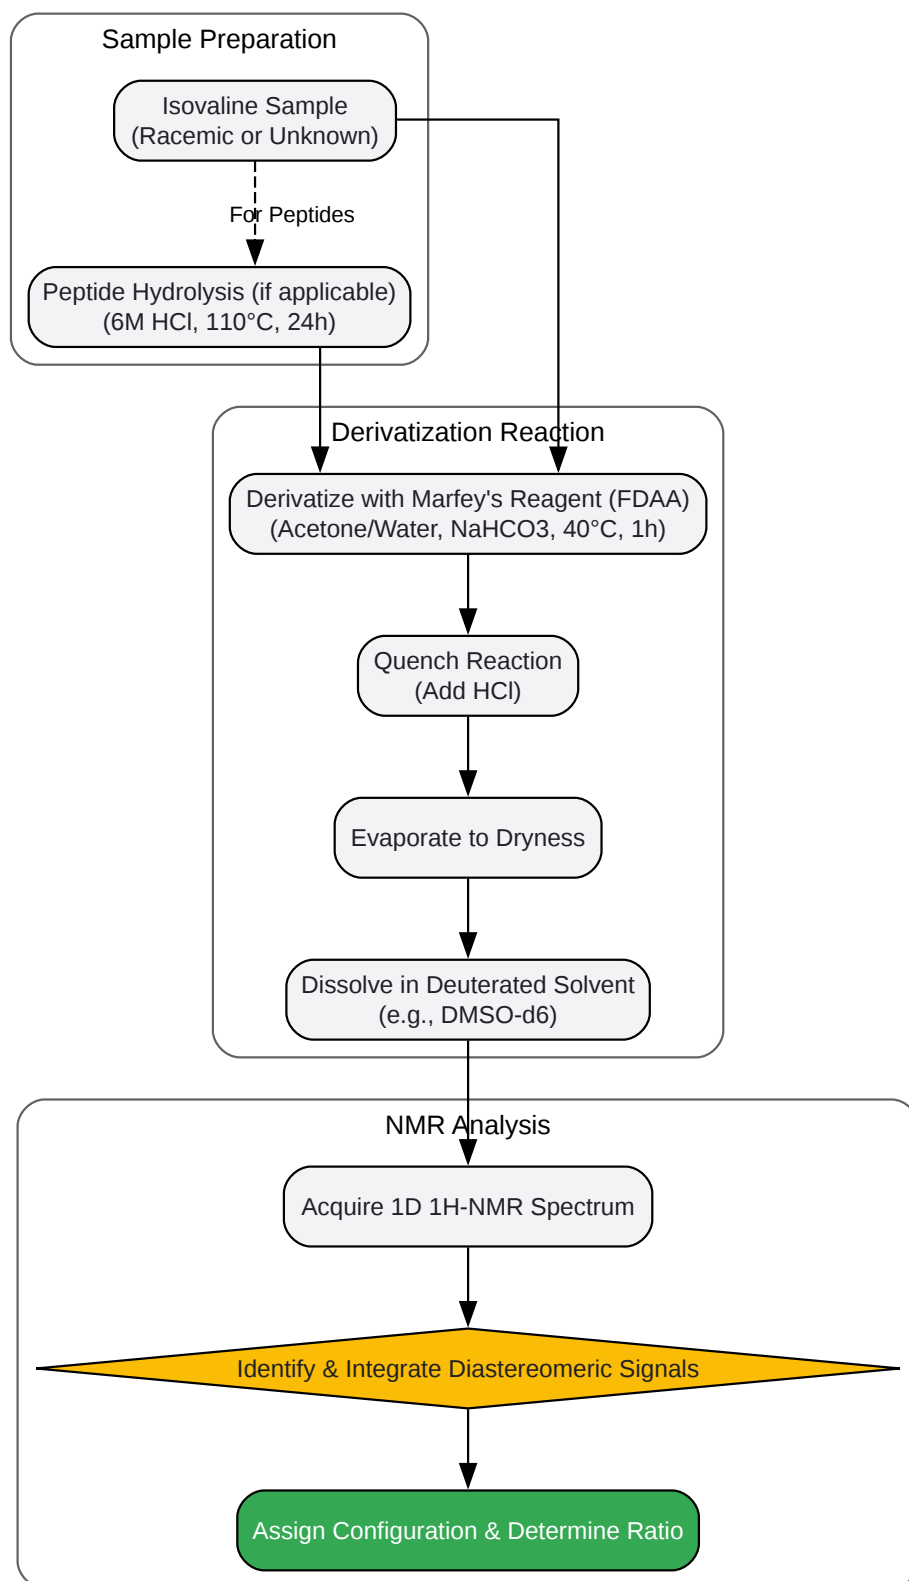 Sample Preparation
Isovaline Sample
(Racemic or Unknown)
For Peptides
Peptide Hydrolysis (if applicable)
(6M HCl, 110°C, 24h)
Derivatization Reaction
Derivatize with Marfey's Reagent (FDAA)
(Acetone/Water, NaHCO3, 40°C, 1h)
Quench Reaction
(Add HCl)
Evaporate to Dryness
Dissolve in Deuterated Solvent
(e.g., DMSO-d6)
NMR Analysis
Acquire 1D 1H-NMR Spectrum
Identify & Integrate Diastereomeric Signals
Assign Configuration & Determine Ratio